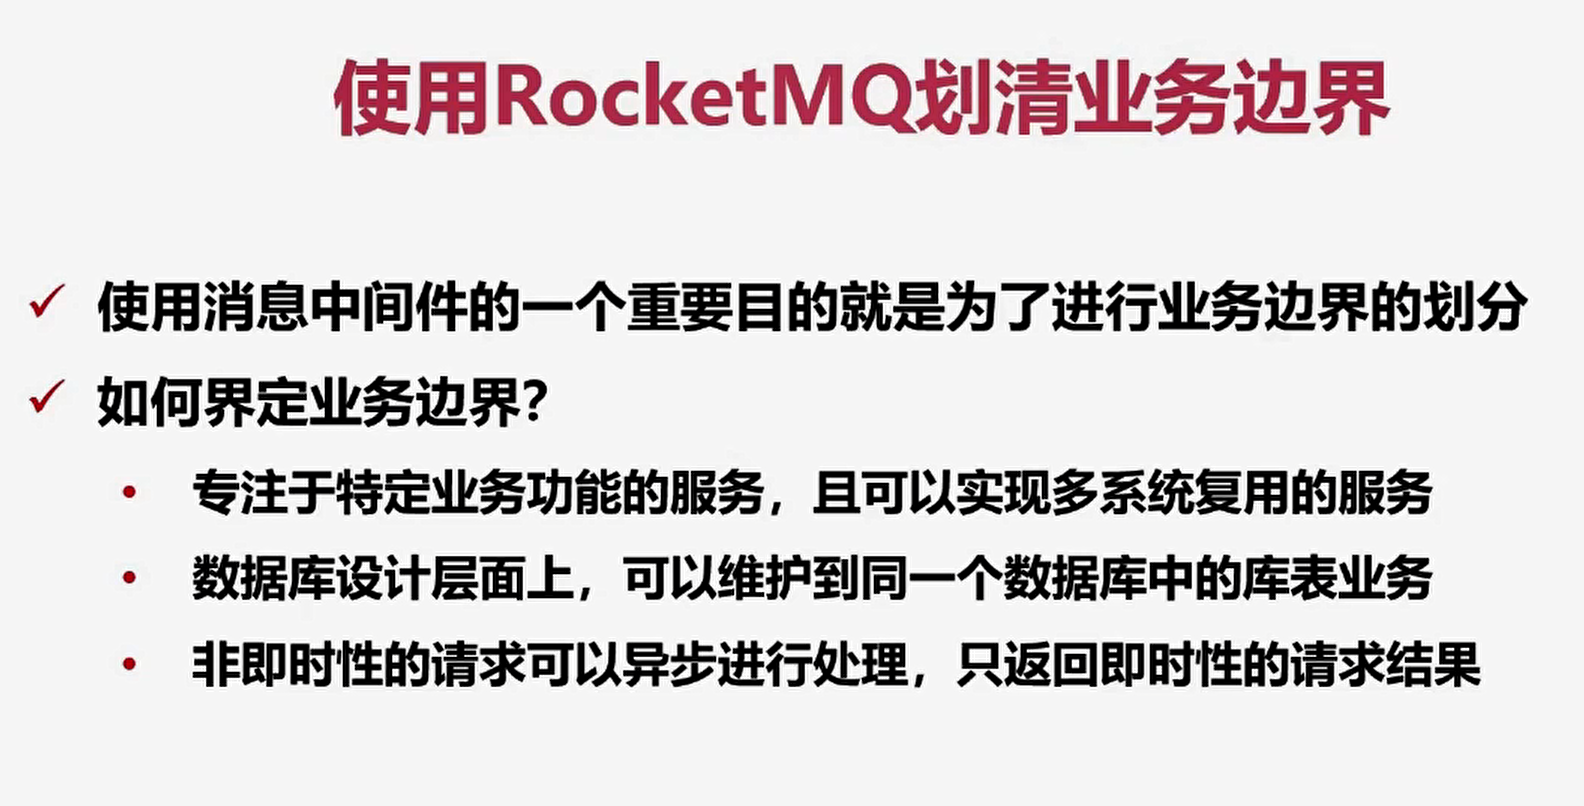 使用RocketMQ划清业务边界
使用消息中间件的一个重要目的就是为了进行业务边界的划分
如何界定业务边界?
专注于特定业务功能的服务，且可以实现多系统复用的服务
数据库设计层面上，可以维护到同一个数据库中的库表业务
非即时性的请求可以异步进行处理，只返回即时性的请求结果